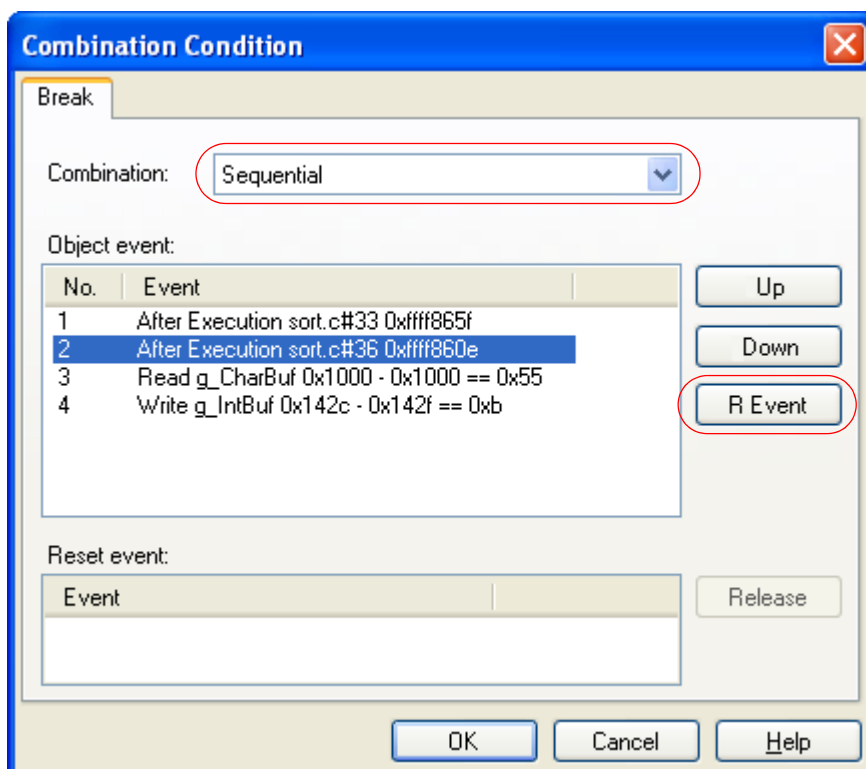 Combination Condition
Break
Combination:
Sequential
Object event:
No. Event
1 After Execution sort.c#33 0xffff865f
2 After Execution sort.c#36 0xffff860e
3 Read g_CharBuf 0x1000 - 0x1000 == 0x55
4 Write g_IntBuf 0x142c - 0x142f == 0xb
Up
Down
R Event
Reset event:
Event
Release
OK
Cancel
Help